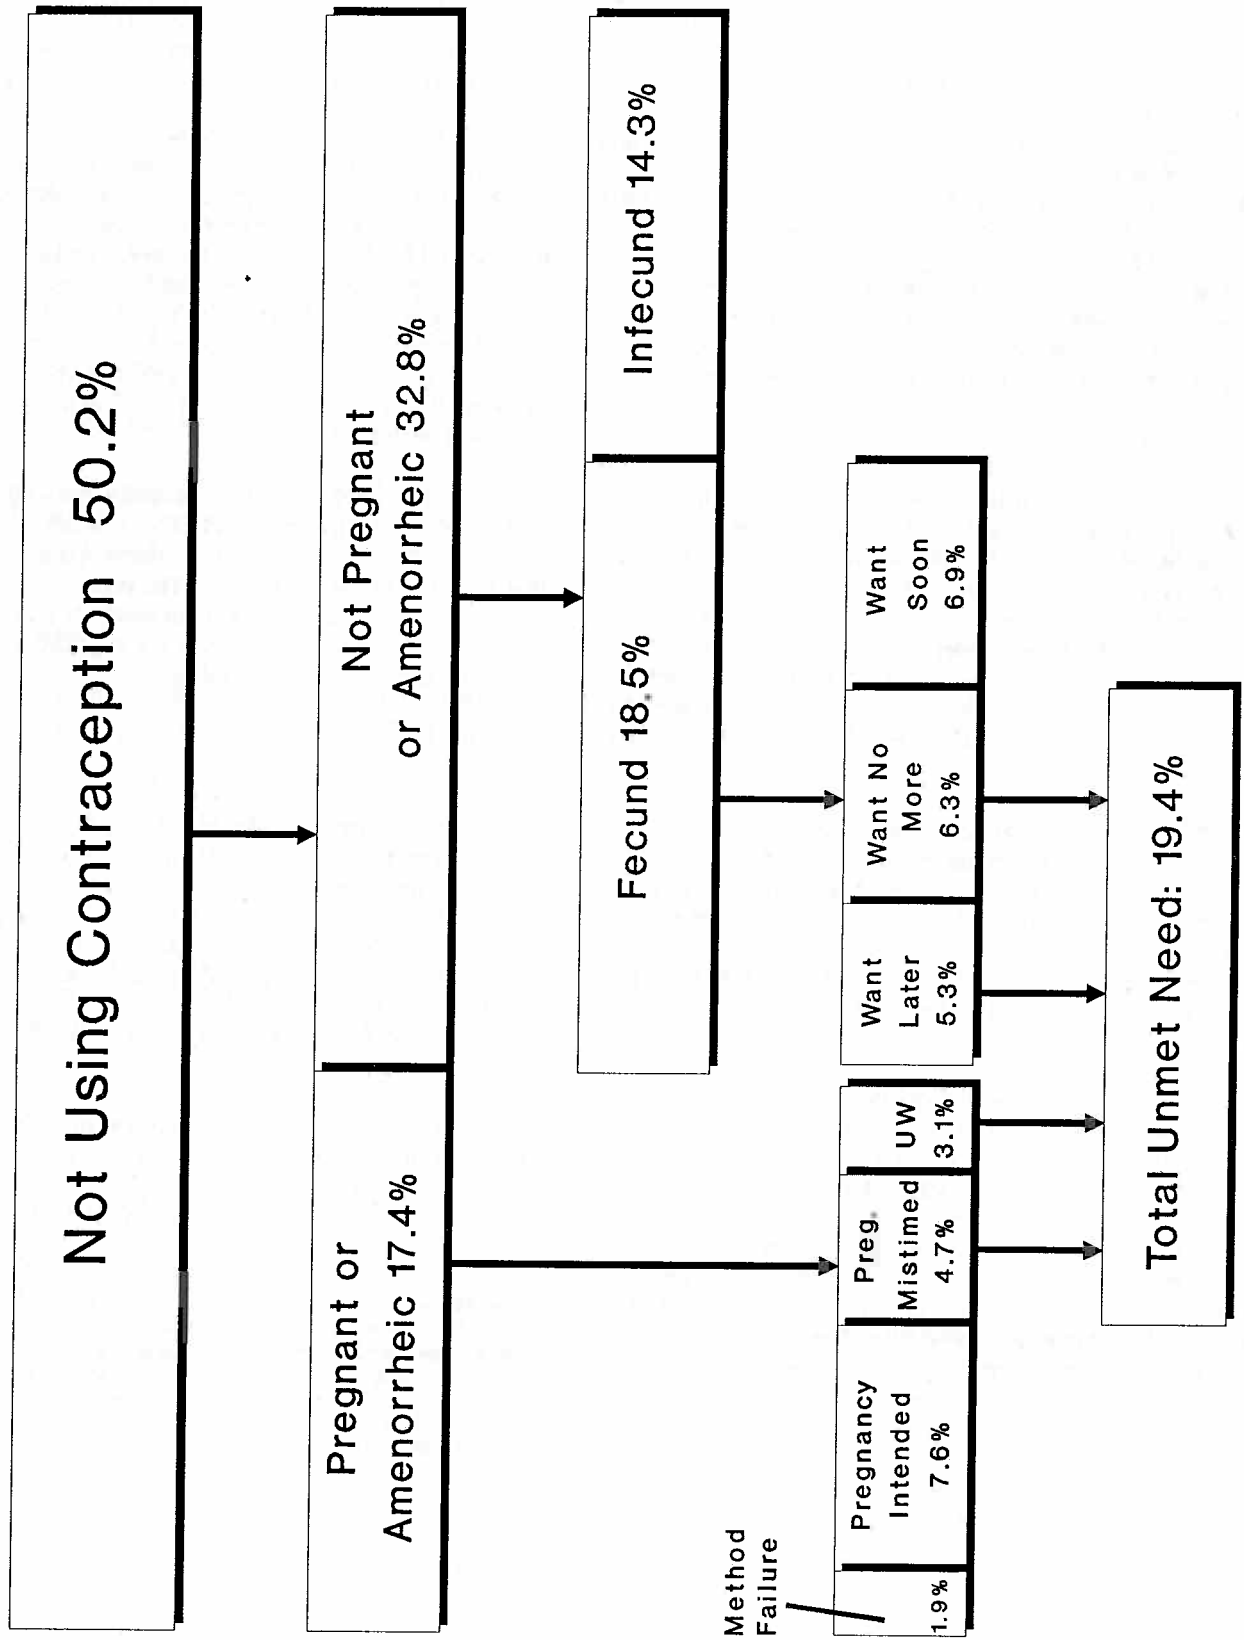 Not Using Contraception 50.2%
Pregnant or
Amenorrheic 17.4%
Not Pregnant
or Amenorrheic 32.8%
Fecund 18.5%
Infecund 14.3%
Method
Failure
1.9%
Pregnancy
Intended
7.6%
Preg.
Mistimed
4.7%
UW
3.1%
Want
Later
5.3%
Want No
More
6.3%
Want
Soon
6.9%
Total Unmet Need: 19.4%